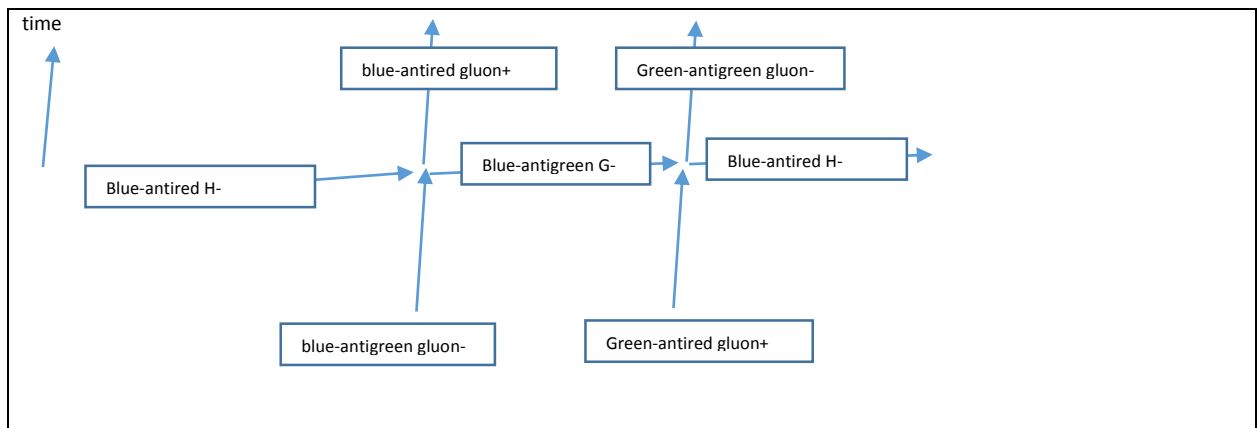 time
blue-antired gluon+
Green-antigreen gluon-
Blue-antired H-
Blue-antigreen G-
Blue-antired H-
blue-antigreen gluon-
Green-antired gluon+